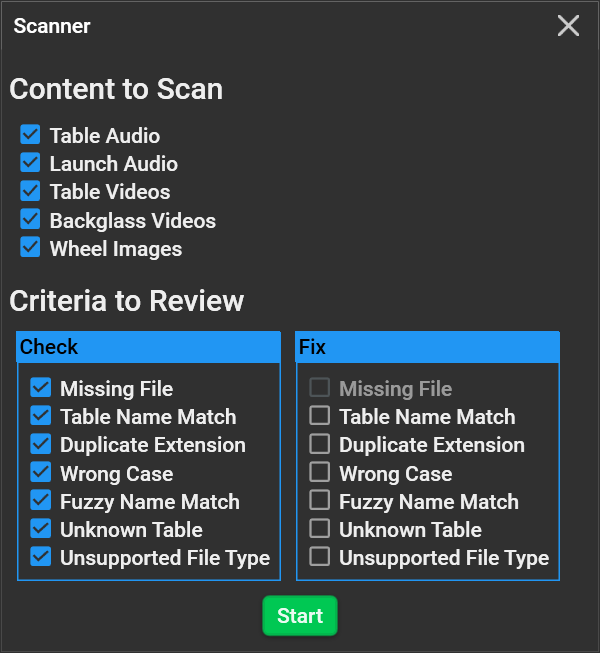 Scanner
Content to Scan
Table Audio
Launch Audio
Table Videos
Backglass Videos
Wheel Images
Criteria to Review
Check
Missing File
Table Name Match
Duplicate Extension
Wrong Case
Fuzzy Name Match
Unknown Table
Unsupported File Type
Fix
Missing File
Table Name Match
Duplicate Extension
Wrong Case
Fuzzy Name Match
Unknown Table
Unsupported File Type
Start